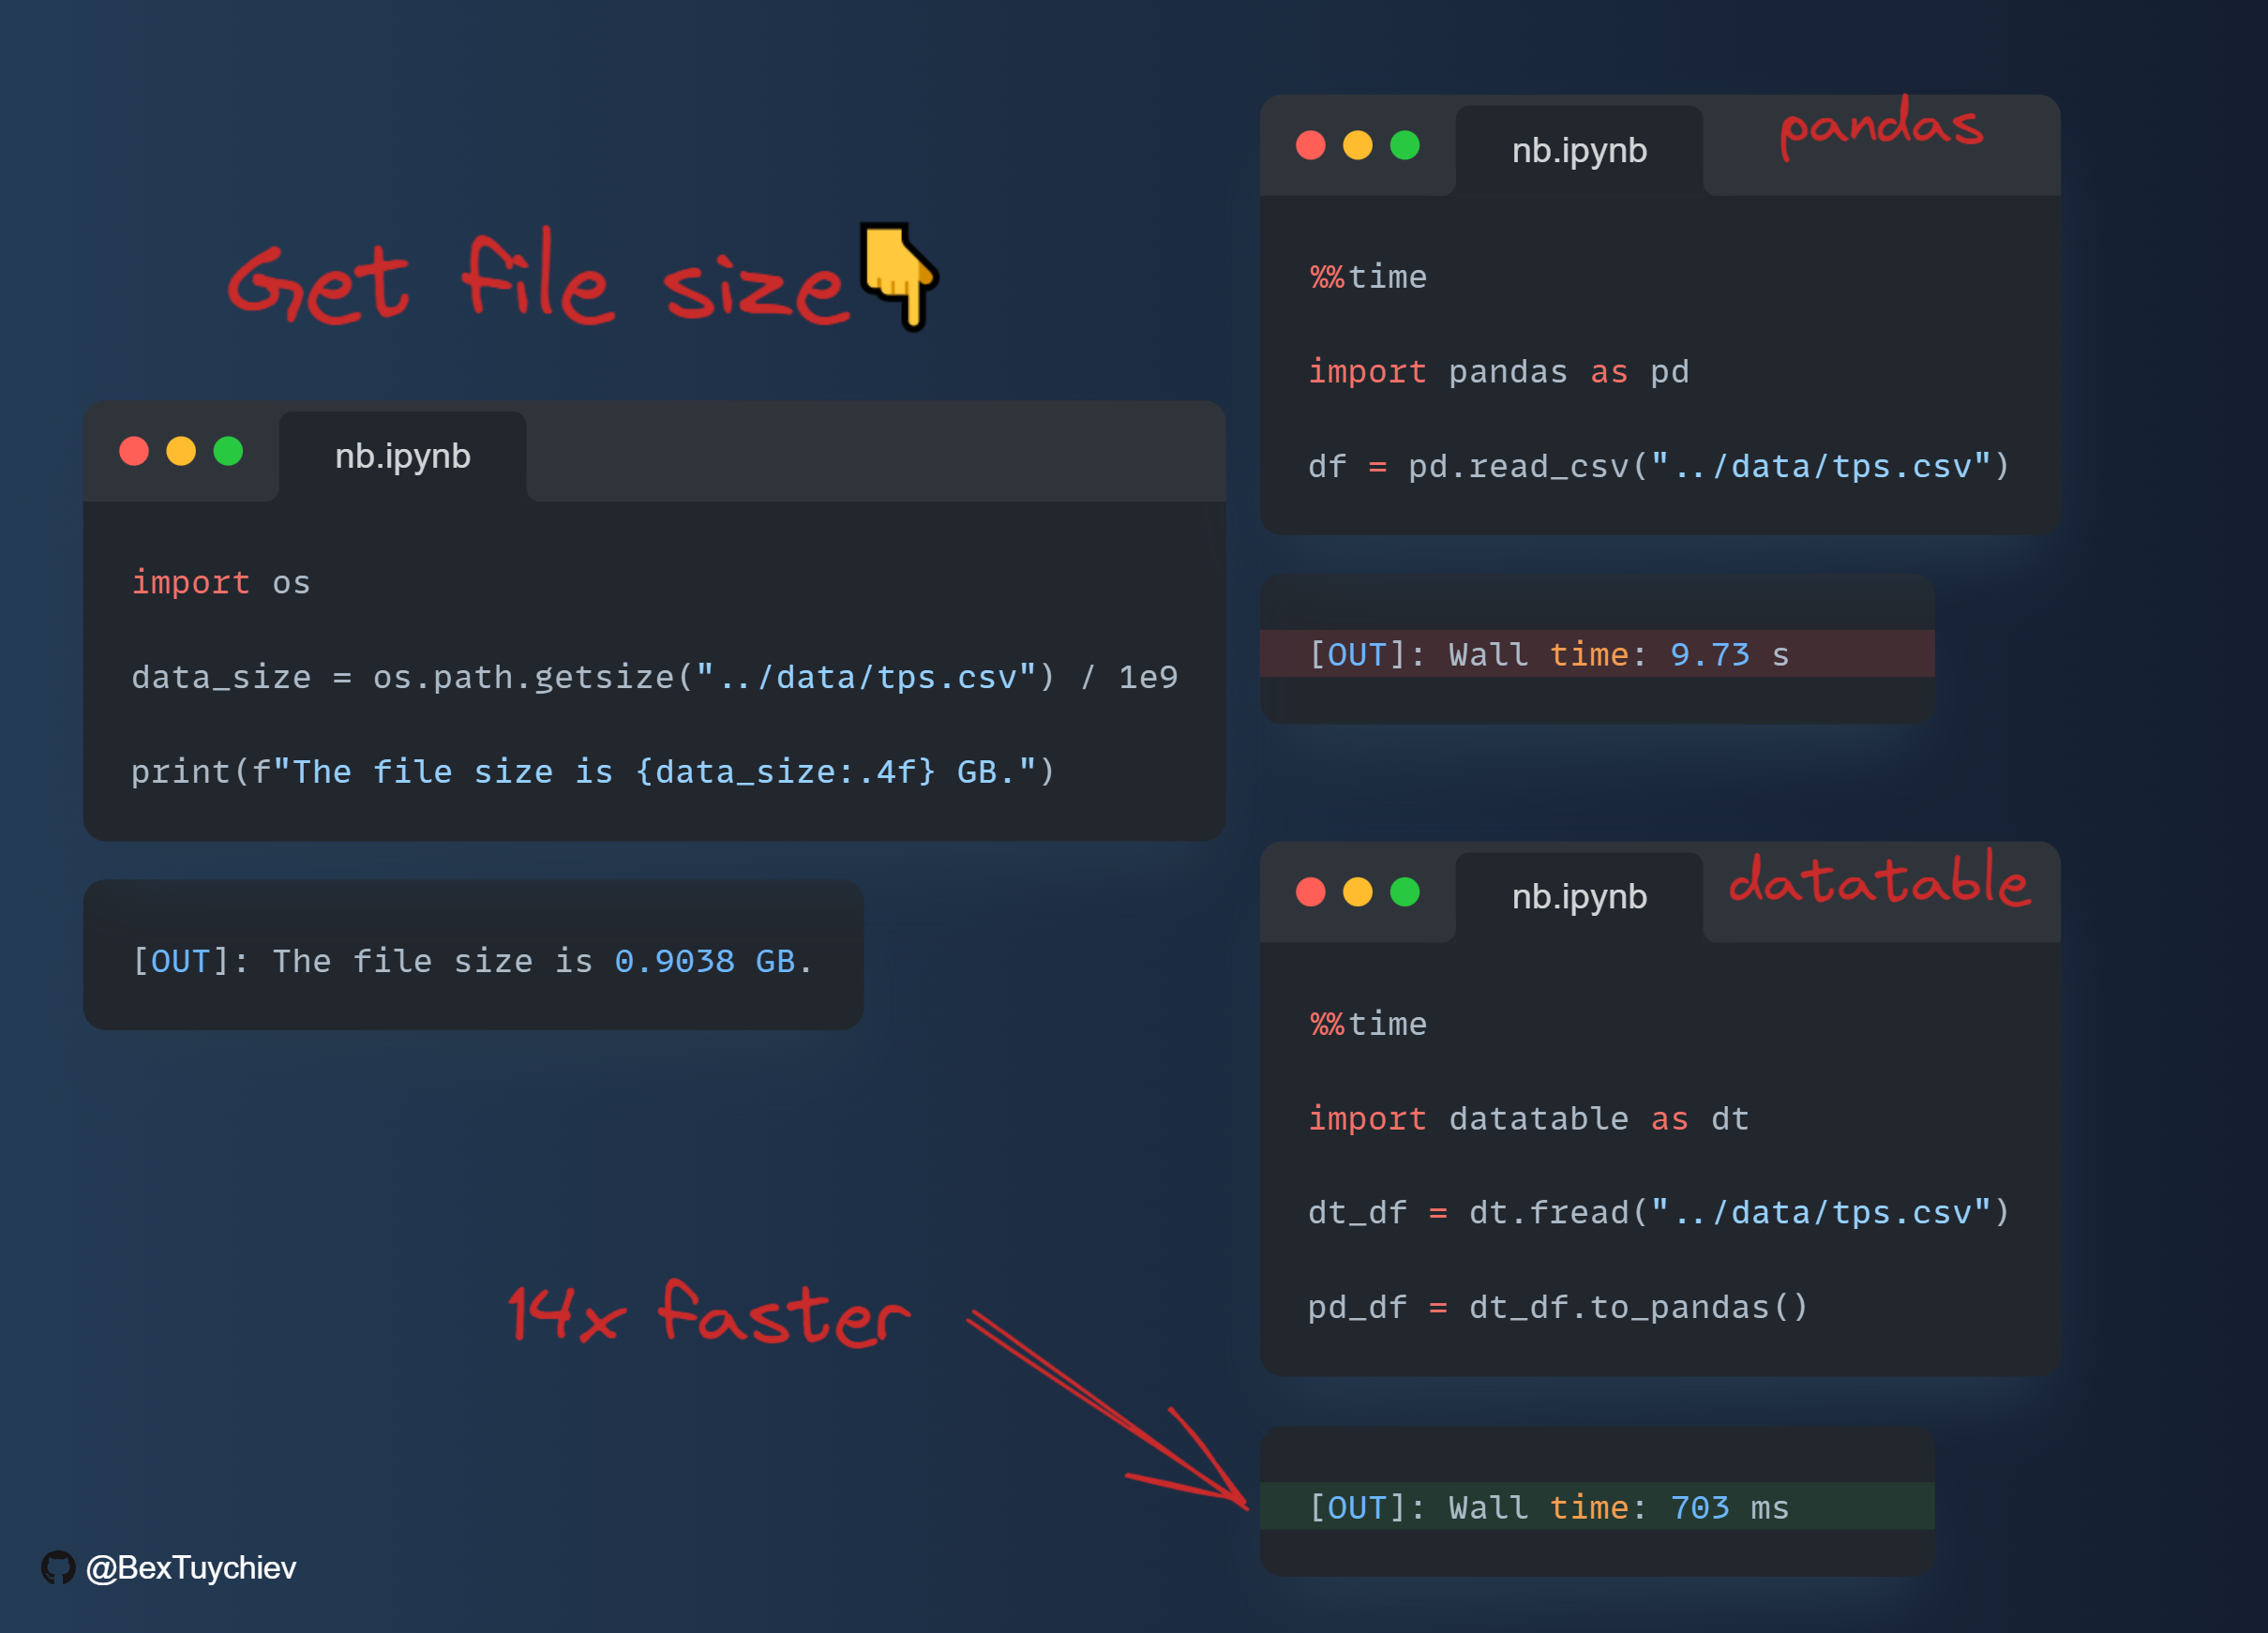 Get file size
nb.ipynb
import os
data_size = os.path.getsize("../data/tps.csv") / 1e9
print(f"The file size is {data_size:.4f} GB.")
[OUT]: The file size is 0.9038 GB.
14x faster
@BexTuychiev
nb.ipynb
pandas
%%time
import pandas as pd
df = pd.read_csv("../data/tps.csv")
[OUT]: Wall time: 9.73 s
nb.ipynb
datatable
%%time
import datatable as dt
dt_df = dt.fread("../data/tps.csv")
pd_df = dt_df.to_pandas()
[OUT]: Wall time: 703 ms